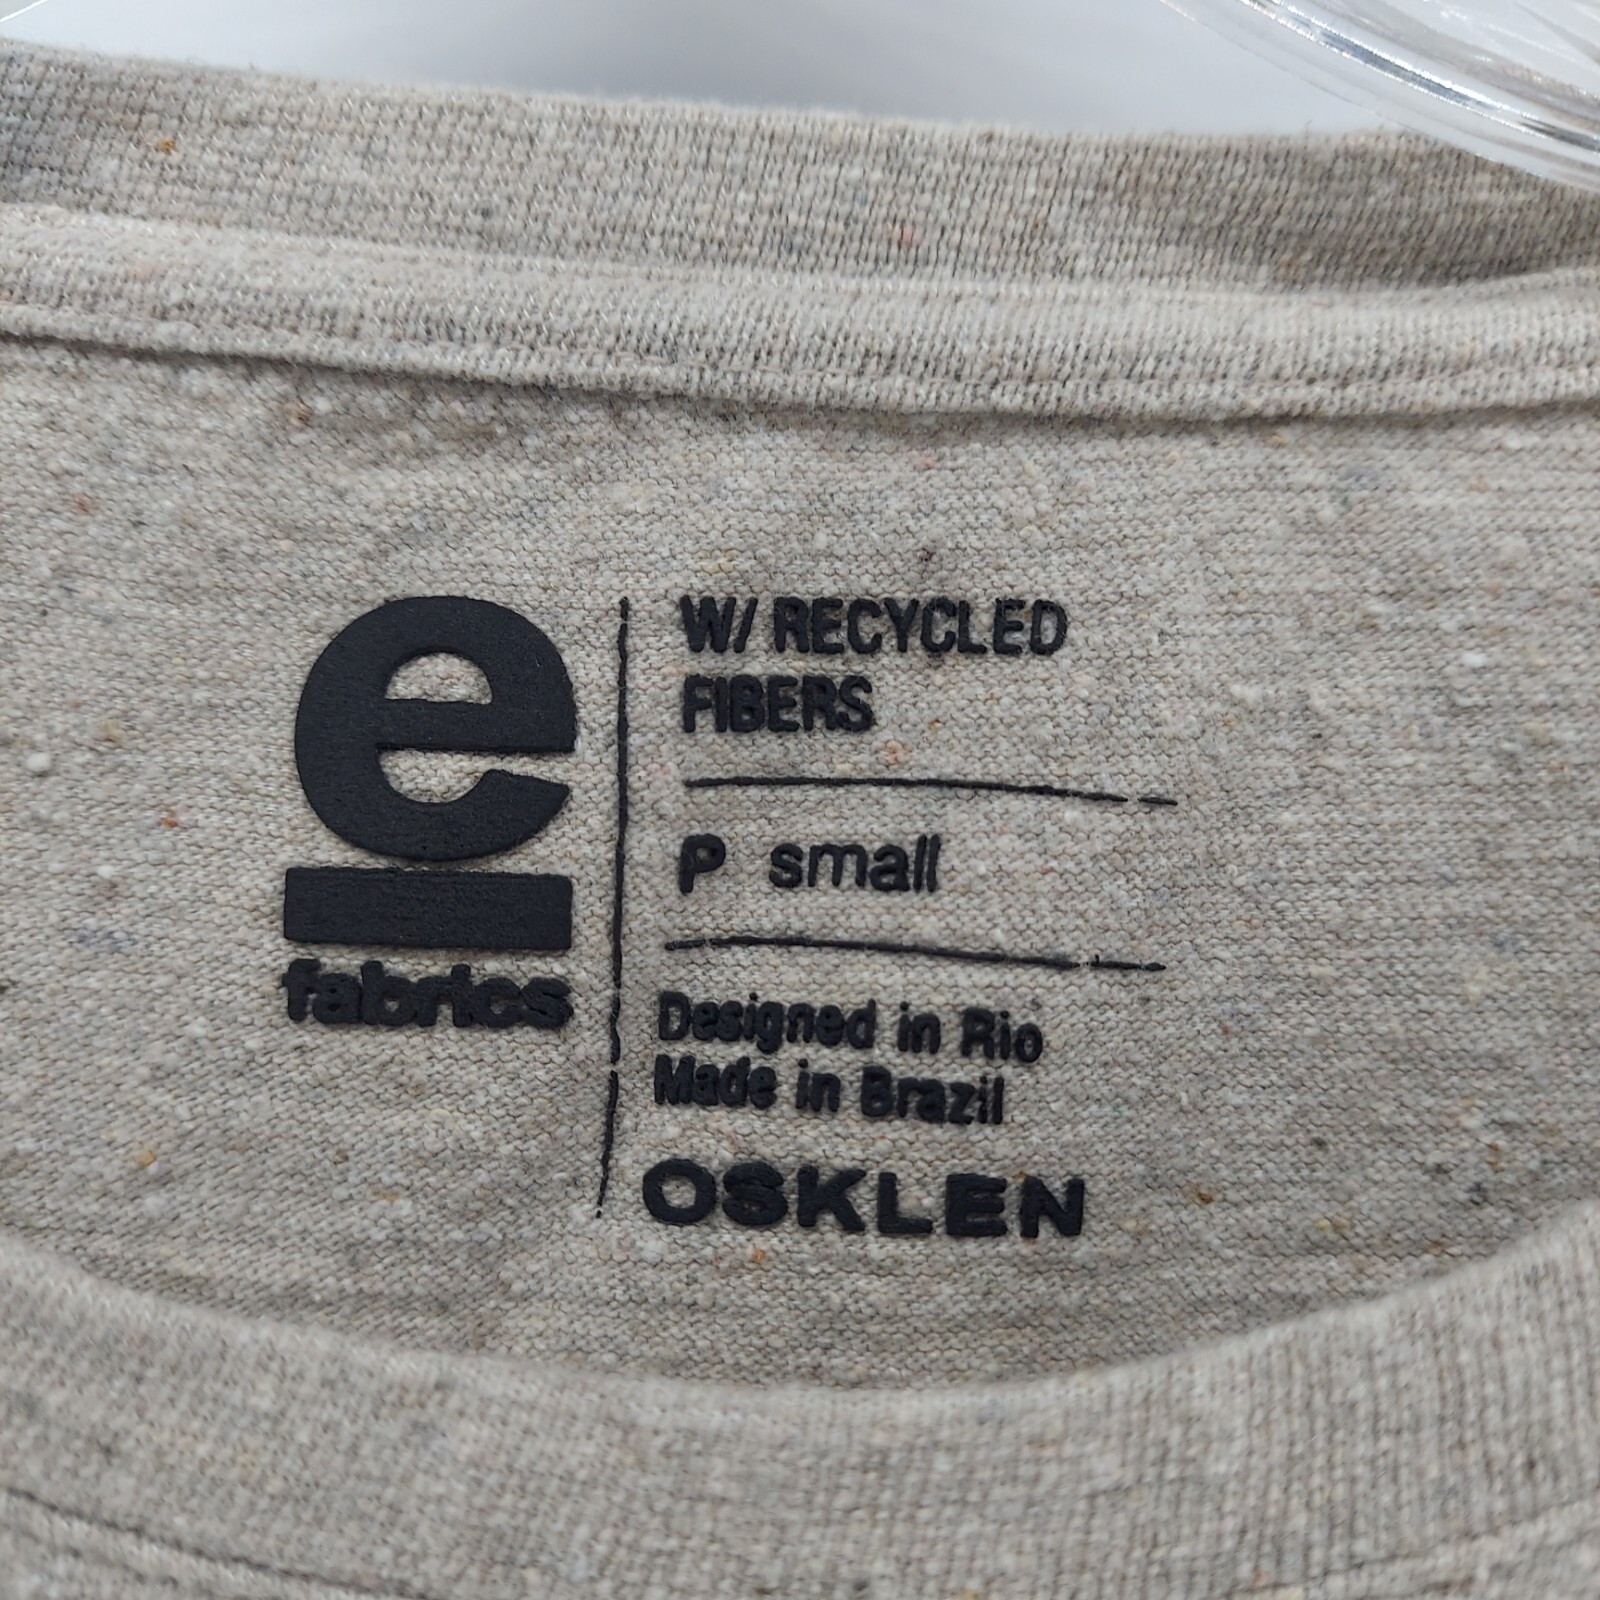 e
fabrics
W/ RECYCLED
FIBERS
P small
Designed in Rio
Made in Brazil
OSKLEN